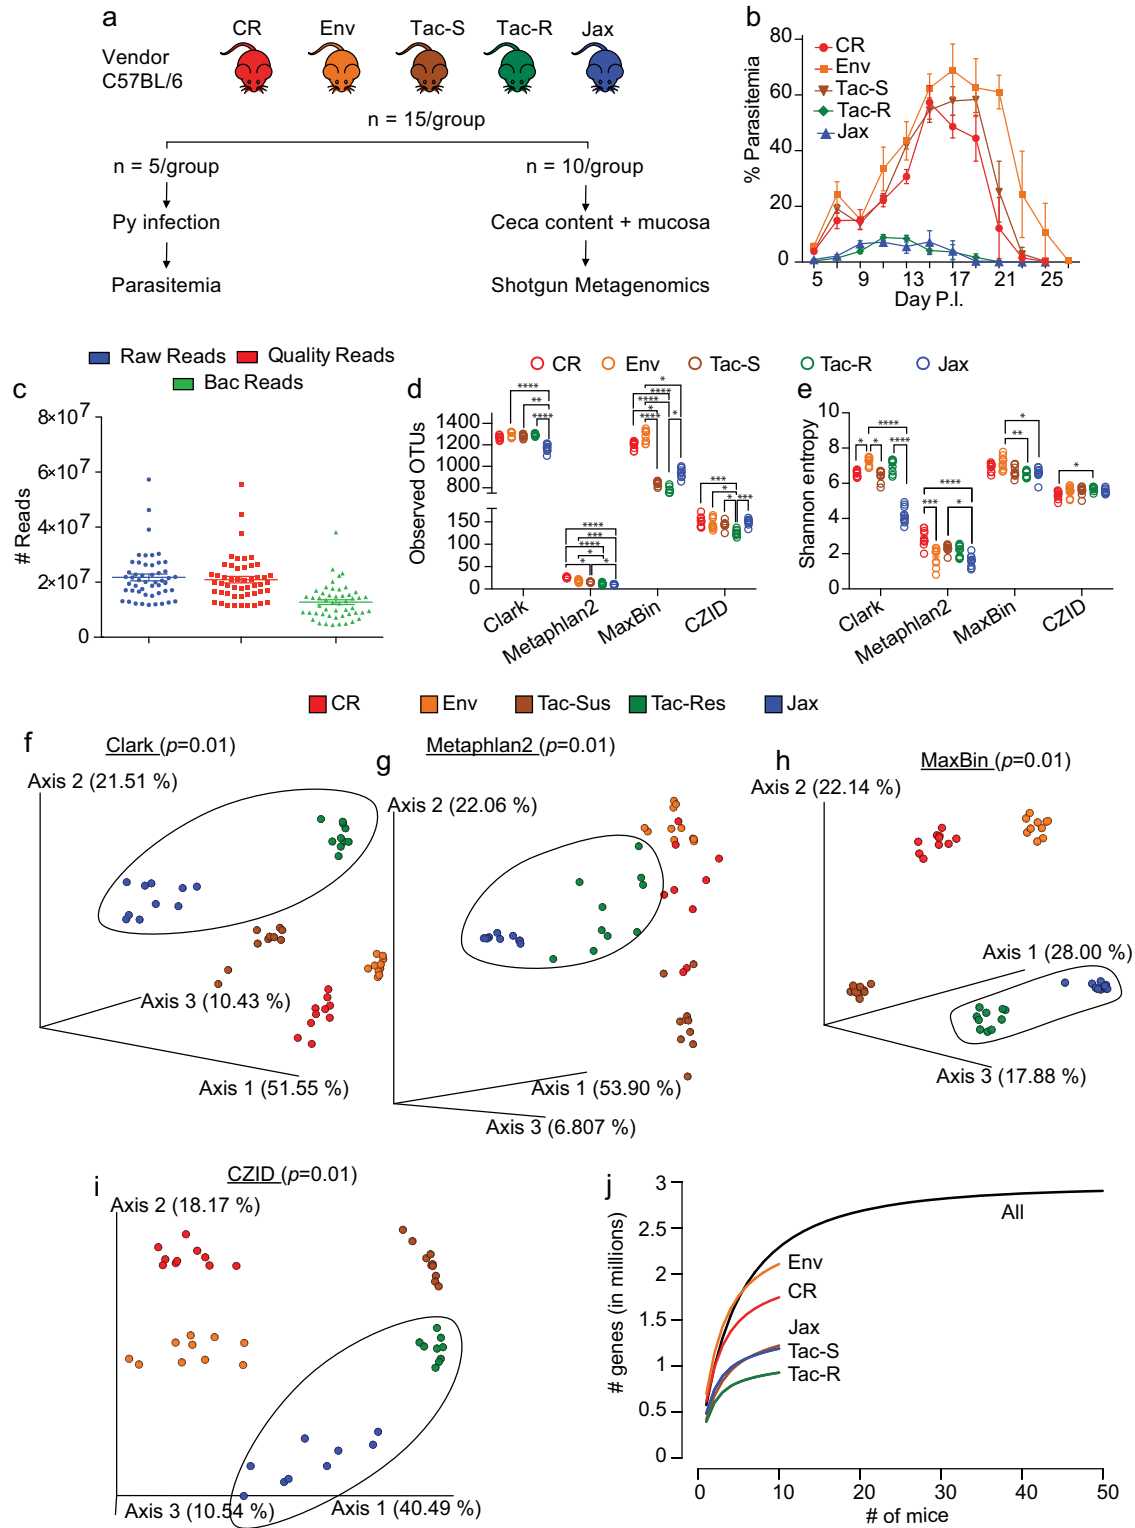 a
CR Env Tac-S Tac-R Jax
Vendor
C57BL/6
n = 15/group
n = 5/group n = 10/group
Py infection Ceca content + mucosa
Parasitemia Shotgun Metagenomics
b
% Parasitemia
80
60
40
20
0
CR
Env
Tac-S
Tac-R
Jax
5 9 13 17 21 25
Day P.I.
Raw Reads Quality Reads
Bac Reads
c
# Reads
8×10⁷
6×10⁷
4×10⁷
2×10⁷
0
CR Env Tac-S Tac-R Jax
d
Observed OTUs
1400
1200
1000
800
150
100
50
0
****
**
****
****
***
****
*
* *
*
****
****
*
****
*
***
*
* ***
Clark Metaphlan2 MaxBin CZID
e
Shannon entropy
10
8
6
4
2
0
****
* * ****
****
*** *
*
**
*
Clark Metaphlan2 MaxBin CZID
CR Env Tac-Sus Tac-Res Jax
f
Clark (p=0.01)
Axis 2 (21.51 %)
Axis 3 (10.43 %)
Axis 1 (51.55 %)
g
Metaphlan2 (p=0.01)
Axis 2 (22.06 %)
Axis 1 (53.90 %)
Axis 3 (6.807 %)
h
MaxBin (p=0.01)
Axis 2 (22.14 %)
Axis 1 (28.00 %)
Axis 3 (17.88 %)
i
CZID (p=0.01)
Axis 2 (18.17 %)
Axis 3 (10.54 %)
Axis 1 (40.49 %)
j
# genes (in millions)
3
2.5
2
1.5
1
0.5
0
All
Env
CR
Jax
Tac-S
Tac-R
0 10 20 30 40 50
# of mice